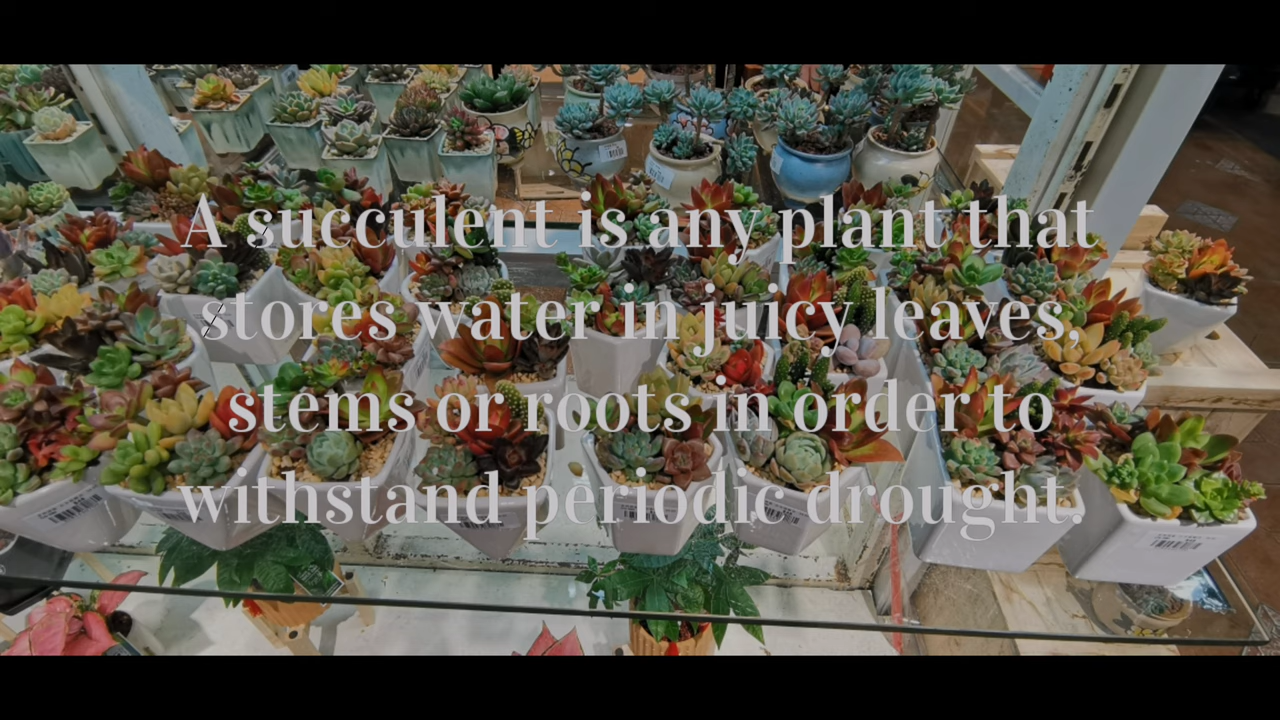 A succulent is any plant that
stores water in juicy leaves,
stems or roots in order to
withstand periodic drought.